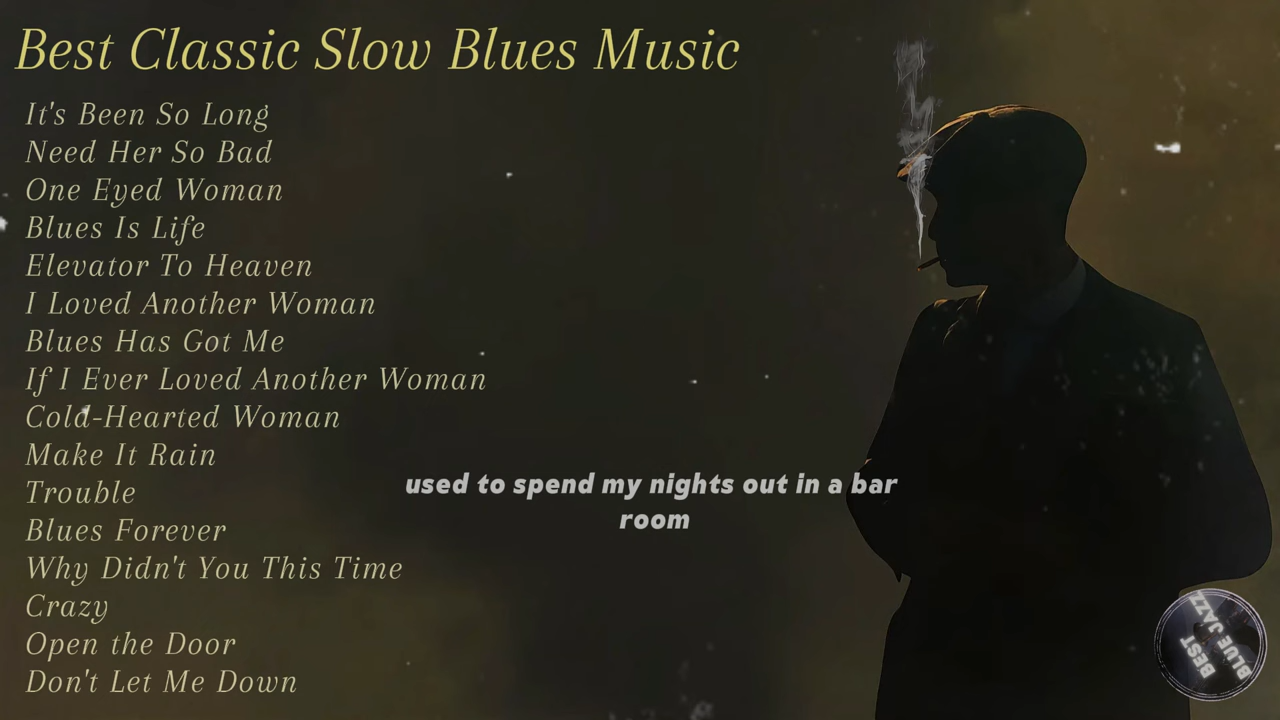 Best Classic Slow Blues Music
It's Been So Long
Need Her So Bad
One Eyed Woman
Blues Is Life
Elevator To Heaven
I Loved Another Woman
Blues Has Got Me
If I Ever Loved Another Woman
Cold-Hearted Woman
Make It Rain
Trouble
Blues Forever
Why Didn't You This Time
Crazy
Open the Door
Don't Let Me Down
used to spend my nights out in a bar
room
BEST
BLUE JAZZ